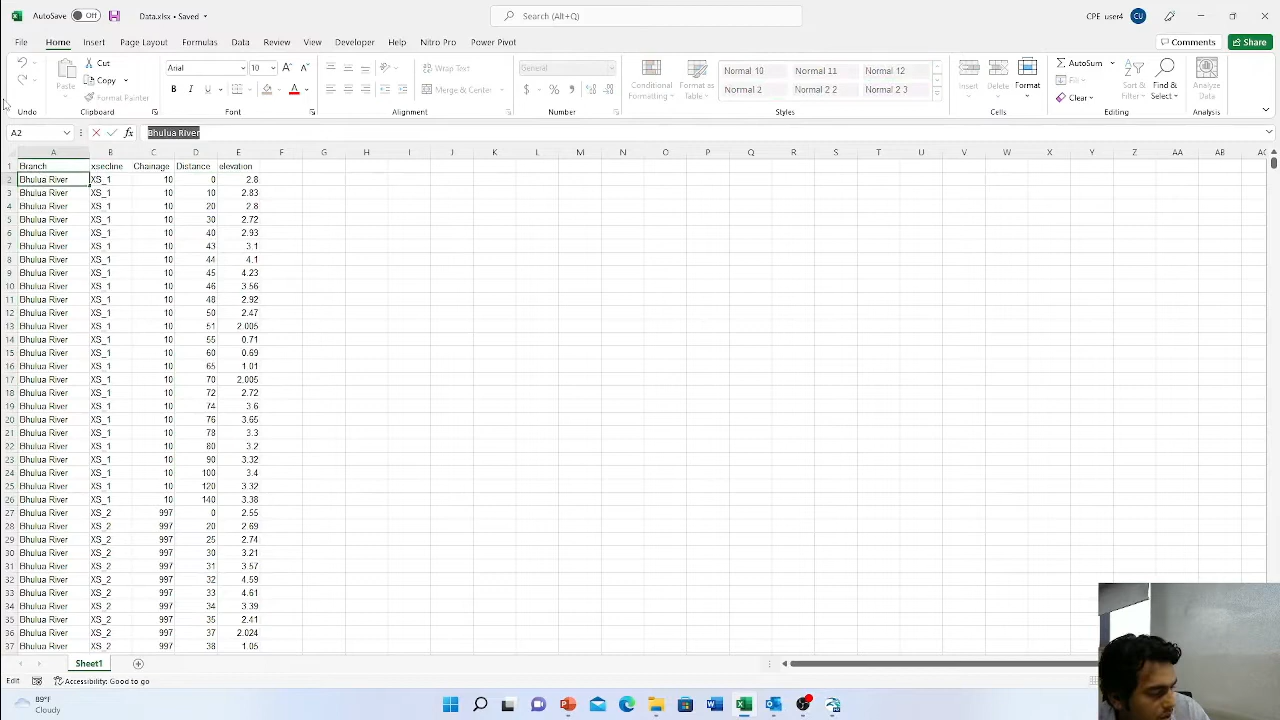 AutoSave Off Data.xlsx • Saved Search (Alt+Q) CPE user4 CU
File Home Insert Page Layout Formulas Data Review View Developer Help Nitro Pro Power Pivot Comments Share
Paste Cut Copy Format Painter
Arial 10 A A
B I U A
Wrap Text
Merge & Center
General
$ % 9
Conditional Formatting Format as Table
Normal 10 Normal 11 Normal 12
Normal 2 Normal 2 2 Normal 2 3
Insert Delete Format
AutoSum Fill Clear
Sort & Filter Find & Select Analyze Data
Undo Clipboard Font Alignment Number Styles Cells Editing Analysis
A2 fx Bhulua River
A B C D E F G H I J K L M N O P Q R S T U V W X Y Z AA AB AC
1 Branch xsecline Chainage Distance elevation
2 Bhulua River XS_1 10 0 2.8
3 Bhulua River XS_1 10 10 2.83
4 Bhulua River XS_1 10 20 2.8
5 Bhulua River XS_1 10 30 2.72
6 Bhulua River XS_1 10 40 2.93
7 Bhulua River XS_1 10 43 3.1
8 Bhulua River XS_1 10 44 4.1
9 Bhulua River XS_1 10 45 4.23
10 Bhulua River XS_1 10 46 3.56
11 Bhulua River XS_1 10 48 2.92
12 Bhulua River XS_1 10 50 2.47
13 Bhulua River XS_1 10 51 2.005
14 Bhulua River XS_1 10 55 0.71
15 Bhulua River XS_1 10 60 0.69
16 Bhulua River XS_1 10 65 1.01
17 Bhulua River XS_1 10 70 2.005
18 Bhulua River XS_1 10 72 2.72
19 Bhulua River XS_1 10 74 3.6
20 Bhulua River XS_1 10 76 3.65
21 Bhulua River XS_1 10 78 3.3
22 Bhulua River XS_1 10 80 3.2
23 Bhulua River XS_1 10 90 3.32
24 Bhulua River XS_1 10 100 3.4
25 Bhulua River XS_1 10 120 3.32
26 Bhulua River XS_1 10 140 3.38
27 Bhulua River XS_2 997 0 2.55
28 Bhulua River XS_2 997 20 2.69
29 Bhulua River XS_2 997 25 2.74
30 Bhulua River XS_2 997 30 3.21
31 Bhulua River XS_2 997 31 3.57
32 Bhulua River XS_2 997 32 4.59
33 Bhulua River XS_2 997 33 4.61
34 Bhulua River XS_2 997 34 3.39
35 Bhulua River XS_2 997 35 2.41
36 Bhulua River XS_2 997 37 2.024
37 Bhulua River XS_2 997 38 1.05
Sheet1
Edit Accessibility: Good to go
89°F
Cloudy